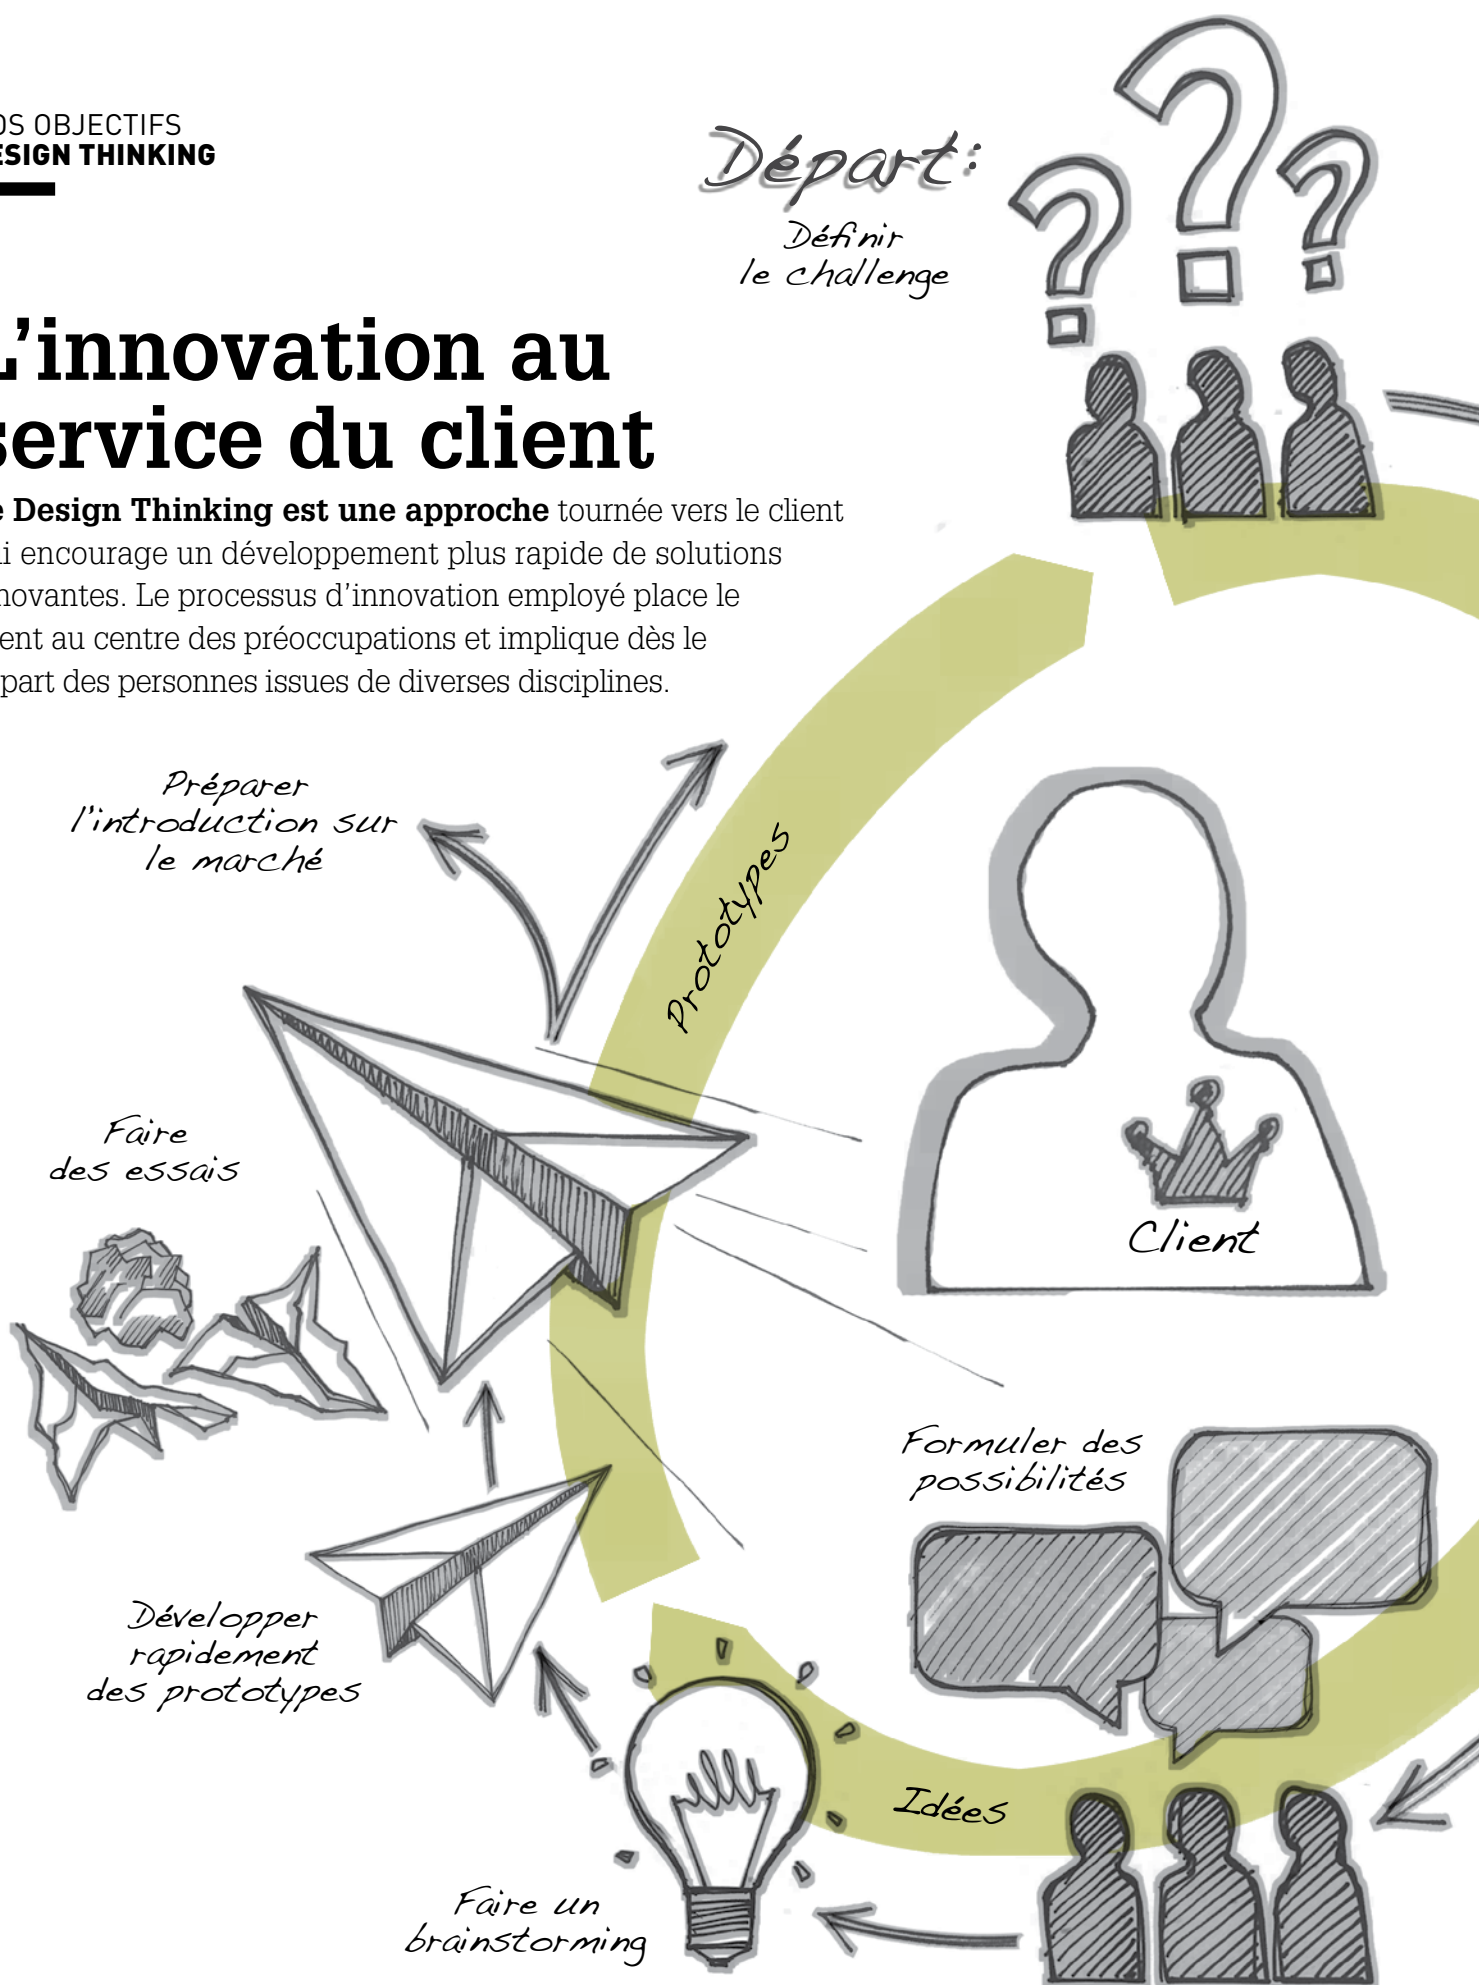 OS OBJECTIFS
ESIGN THINKING
Départ:
Définir
le challenge
L'innovation au
service du client
e Design Thinking est une approche tournée vers le client
ui encourage un développement plus rapide de solutions
novantes. Le processus d'innovation employé place le
ient au centre des préoccupations et implique dès le
part des personnes issues de diverses disciplines.
Préparer
l'introduction sur
le marché
Prototypes
Faire
des essais
Client
Formuler des
possibilités
Développer
rapidement
des prototypes
Idées
Faire un
brainstorming